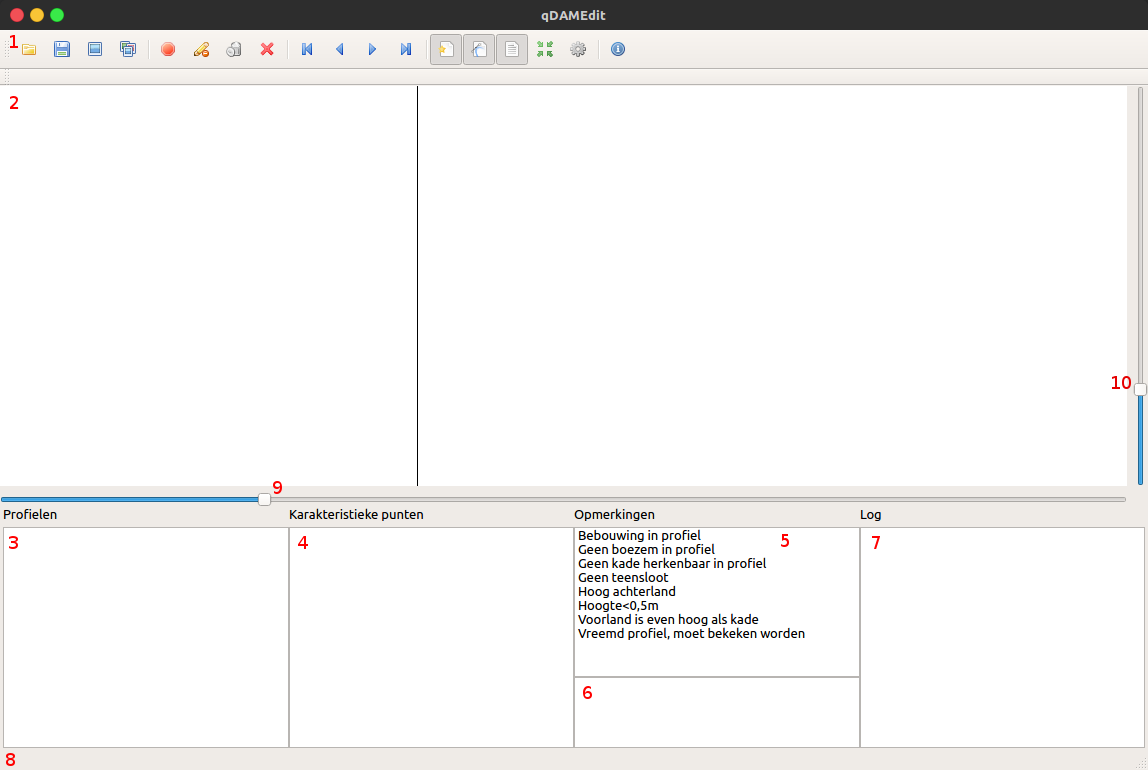 qDAMEdit
1
2
10
9
Profielen
Karakteristieke punten
Opmerkingen
Log
3
4
Bebouwing in profiel
Geen boezem in profiel
Geen kade herkenbaar in profiel
Geen teensloot
Hoog achterland
Hoogte<0,5m
Voorland is even hoog als kade
Vreemd profiel, moet bekeken worden
5
7
6
8